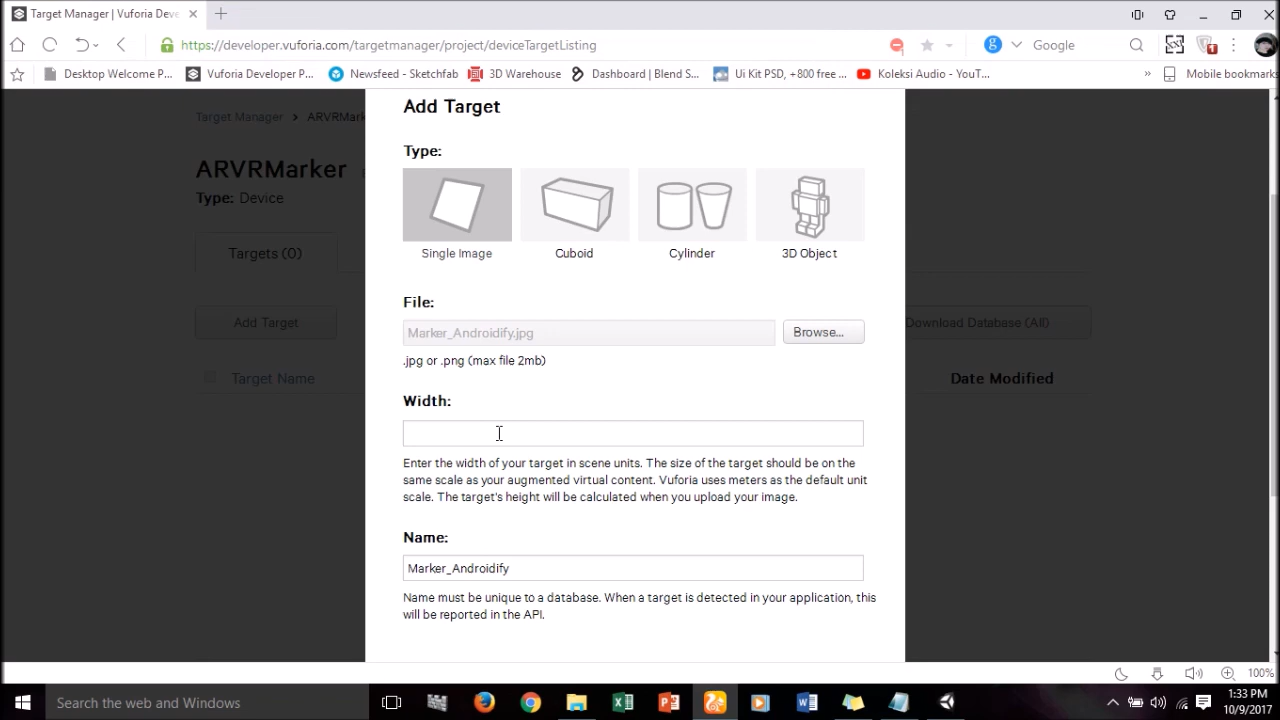 Target Manager | Vuforia Deve
https://developer.vuforia.com/targetmanager/project/deviceTargetListing
Google
Desktop Welcome P...
Vuforia Developer P...
Newsfeed - Sketchfab
3D Warehouse
Dashboard | Blend S...
Ui Kit PSD, +800 free ...
Koleksi Audio - YouT...
»
Mobile bookmarks
Target Manager > ARVRMark
ARVRMarker
Type: Device
Targets (0)
Add Target
Download Database (All)
Target Name
Date Modified
Add Target
Type:
Single Image
Cuboid
Cylinder
3D Object
File:
Marker_Androidify.jpg
Browse...
.jpg or .png (max file 2mb)
Width:
Enter the width of your target in scene units. The size of the target should be on the
same scale as your augmented virtual content. Vuforia uses meters as the default unit
scale. The target's height will be calculated when you upload your image.
Name:
Marker_Androidify
Name must be unique to a database. When a target is detected in your application, this
will be reported in the API.
100%
Search the web and Windows
1:33 PM
10/9/2017